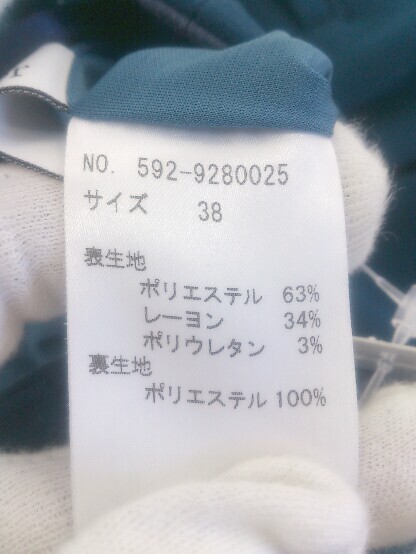 NO. 592-9280025
サイズ 38
表生地
ポリエステル 63%
レーヨン 34%
ポリウレタン 3%
裏生地
ポリエステル 100%